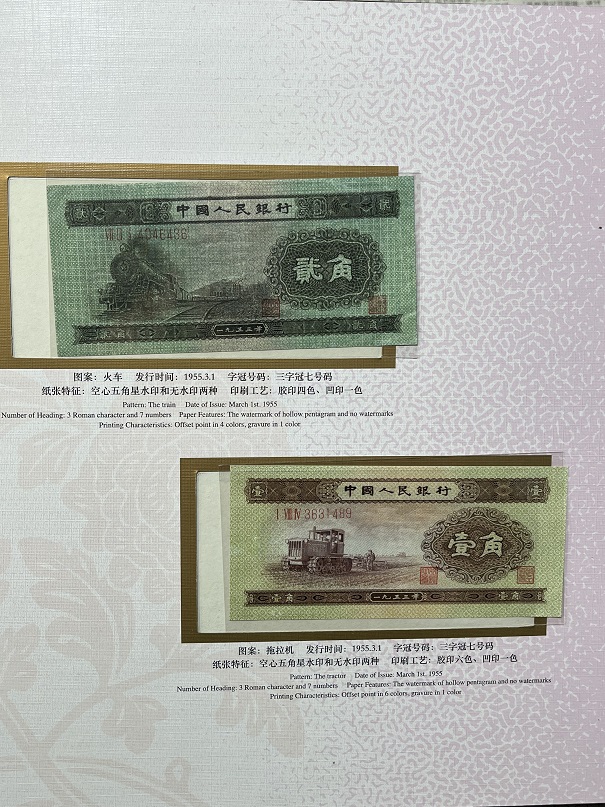 中國人民銀行
貳角
一九五三年
图案：火车 发行时间：1955.3.1 字冠号码：三字冠七号码
纸张特征：空心五角星水印和无水印两种 印刷工艺：胶印四色、凹印一色
Pattern: The train Date of Issue: March 1st. 1955
Number of Heading: 3 Roman character and 7 numbers Paper Features: The watermark of hollow pentagram and no watermarks
Printing Characteristics: Offset point in 4 colors, gravure in 1 color
壹 中國人民銀行 壹
I VIII IV 3631489
壹角
壹角 一九五三年 壹角
图案：拖拉机 发行时间：1955.3.1 字冠号码：三字冠七号码
纸张特征：空心五角星水印和无水印两种 印刷工艺：胶印六色、凹印一色
Pattern: The tractor Date of Issue: March 1st. 1955
Number of Heading: 3 Roman character and 7 numbers Paper Features: The watermark of hollow pentagram and no watermarks
Printing Characteristics: Offset point in 6 colors, gravure in 1 color